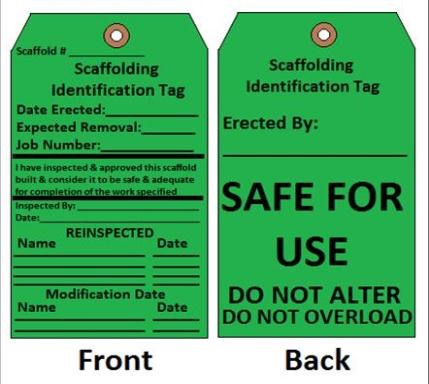 Scaffold #
Scaffolding
Identification Tag
Date Erected:
Expected Removal:
Job Number:
I have inspected & approved this scaffold
built & consider it to be safe & adequate
for completion of the work specified
Inspected By:
Date:
REINSPECTED
Name Date
Modification Date
Name Date
Front
Scaffolding
Identification Tag
Erected By:
SAFE FOR
USE
DO NOT ALTER
DO NOT OVERLOAD
Back